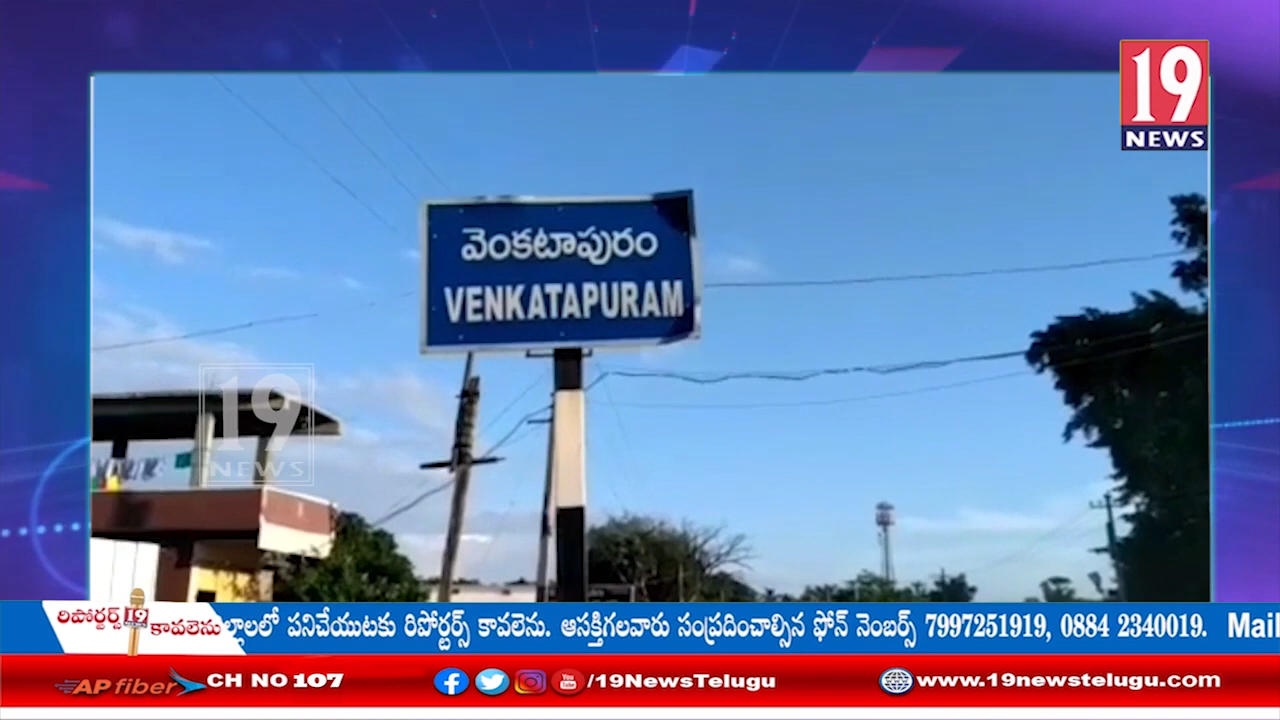 19
NEWS
వెంకటాపురం
VENKATAPURAM
19
NEWS
రిపోర్టర్స్ 19
కావలెను
ల్లాలలో పనిచేయుటకు రిపోర్టర్స్ కావలెను. ఆసక్తిగలవారు సంప్రదించాల్సిన ఫోన్ నెంబర్స్ 7997251919, 0884 2340019. Mail
AP fiber CH NO 107 /19NewsTelugu www.19newstelugu.com